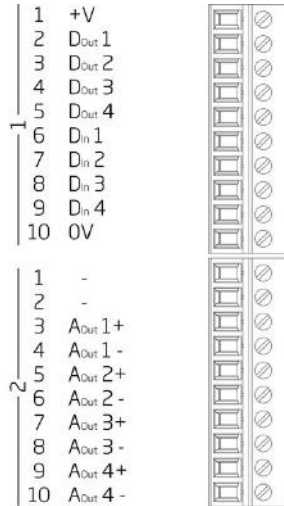 1
1 +V
2 DOut 1
3 DOut 2
4 DOut 3
5 DOut 4
6 DIn 1
7 DIn 2
8 DIn 3
9 DIn 4
10 0V
2
1 -
2 -
3 AOut 1+
4 AOut 1 -
5 AOut 2+
6 AOut 2 -
7 AOut 3+
8 AOut 3 -
9 AOut 4+
10 AOut 4 -